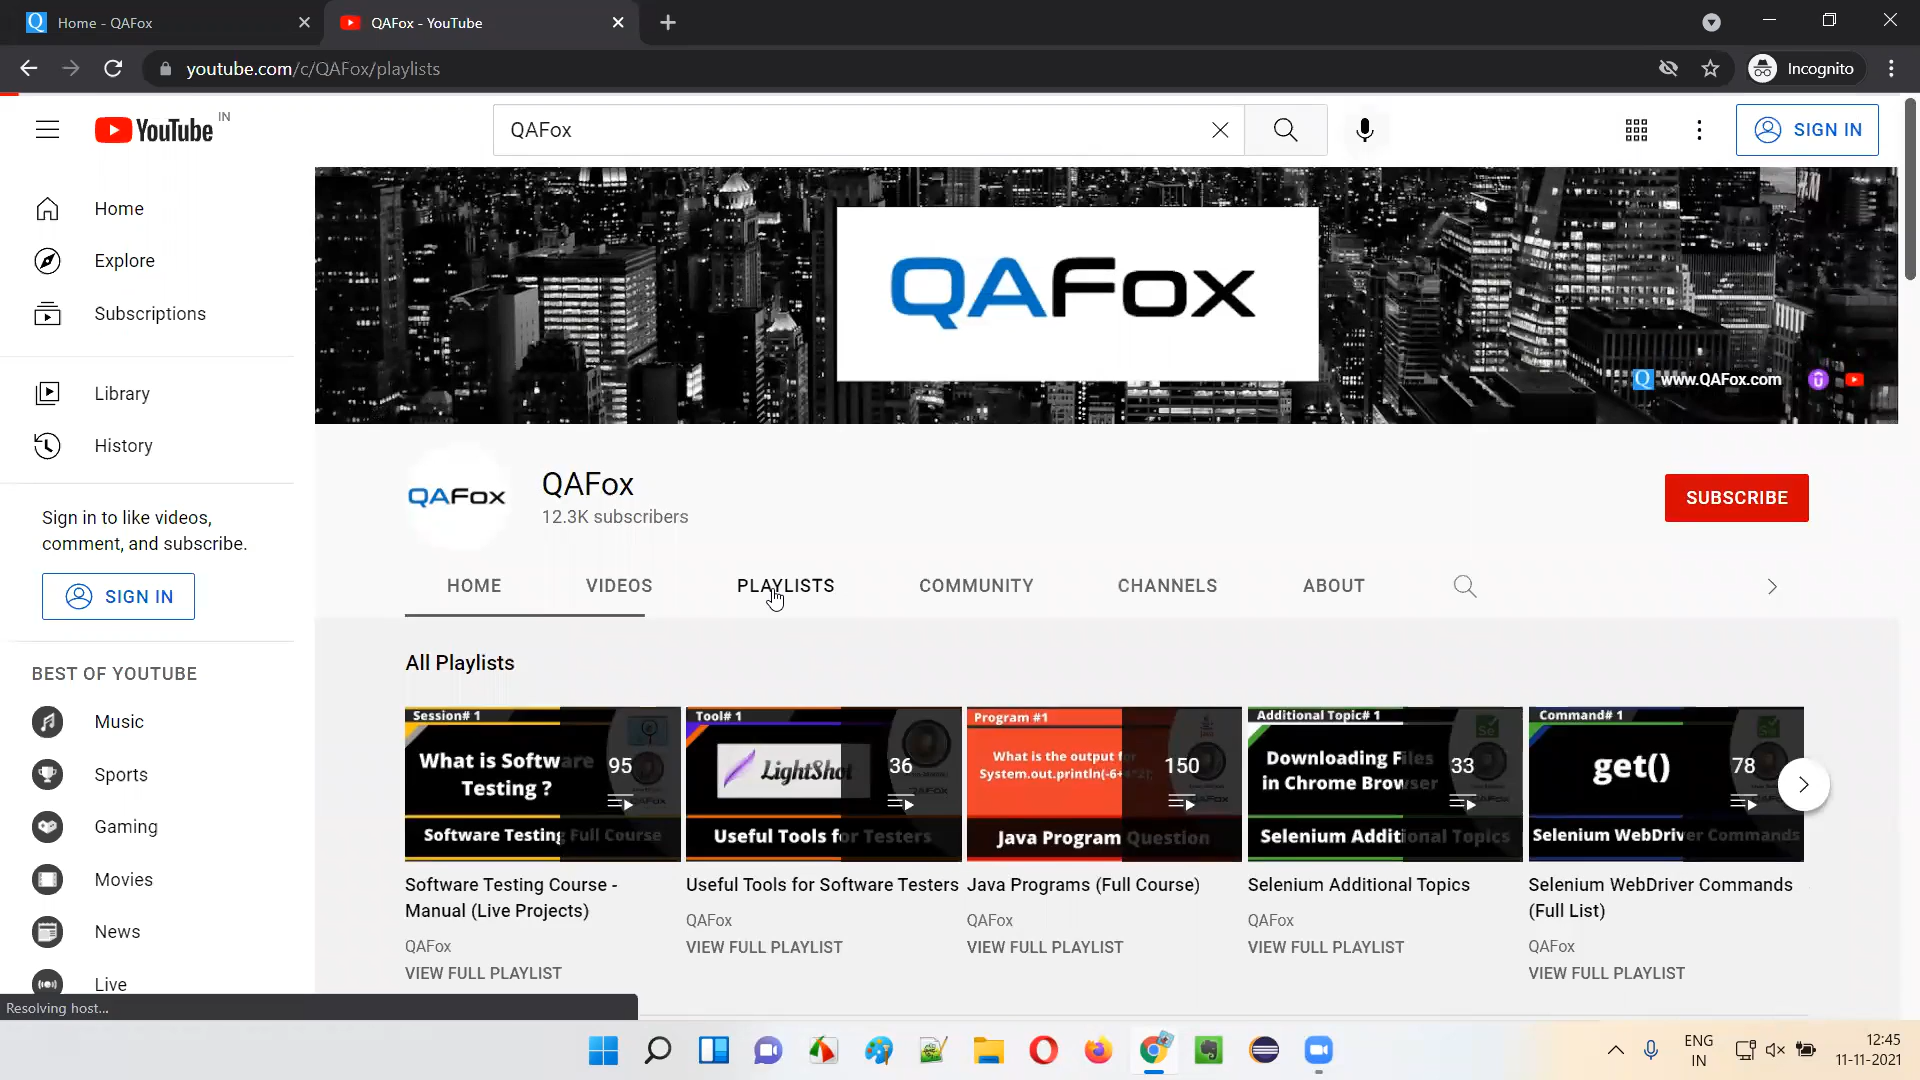 Home - QAFox
QAFox - YouTube
youtube.com/c/QAFox/playlists
Incognito
YouTube IN
QAFox
SIGN IN
Home
Explore
Subscriptions
Library
History
Sign in to like videos,
comment, and subscribe.
SIGN IN
BEST OF YOUTUBE
Music
Sports
Gaming
Movies
News
Live
Resolving host...
QAFox
www.QAFox.com
QAFox
QAFox
12.3K subscribers
SUBSCRIBE
HOME
VIDEOS
PLAYLISTS
COMMUNITY
CHANNELS
ABOUT
All Playlists
Session# 1
What is Software
Testing ?
95
Software Testing Full Course
Software Testing Course -
Manual (Live Projects)
QAFox
VIEW FULL PLAYLIST
Tool# 1
LightShot
36
Useful Tools for Testers
Useful Tools for Software Testers
QAFox
VIEW FULL PLAYLIST
Program #1
What is the output for
150
Java Program Question
Java Programs (Full Course)
QAFox
VIEW FULL PLAYLIST
Additional Topic# 1
Downloading Files
in Chrome Browser
33
Selenium Additional Topics
Selenium Additional Topics
QAFox
VIEW FULL PLAYLIST
Command# 1
get()
78
Selenium WebDriver Commands
Selenium WebDriver Commands
(Full List)
QAFox
VIEW FULL PLAYLIST
ENG
IN
12:45
11-11-2021